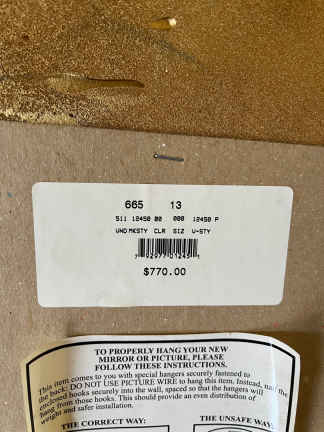 665 13
511 12450 00 000 12450 P
VND MKSTY CLR SIZ V-STY
$770.00
TO PROPERLY HANG YOUR NEW
MIRROR OR PICTURE, PLEASE
FOLLOW THESE INSTRUCTIONS.
This item comes to you with special hangers securely fastened to
the back: DO NOT USE PICTURE WIRE to hang this item. Instead, use the
enclosed hooks securely into the wall, spaced so that the hangers will
hang from those hooks. This should provide an even distribution of
weight and safer installation.
THE CORRECT WAY: THE UNSAFE WAY: